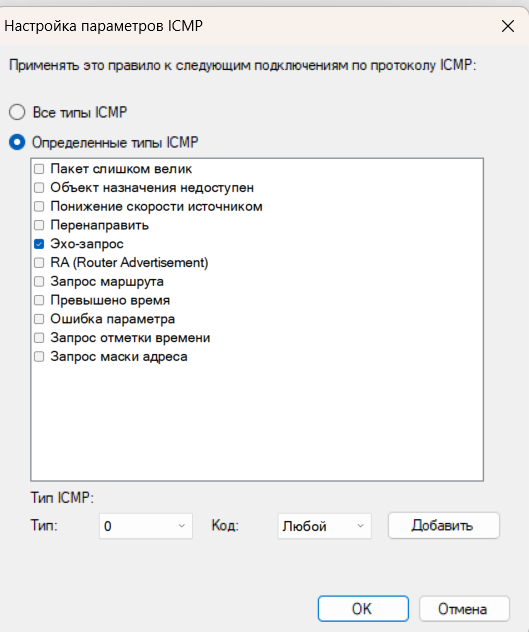 Настройка параметров ICMP
Применять это правило к следующим подключениям по протоколу ICMP:
Все типы ICMP
Определенные типы ICMP
Пакет слишком велик
Объект назначения недоступен
Понижение скорости источником
Перенаправить
Эхо-запрос
RA (Router Advertisement)
Запрос маршрута
Превышено время
Ошибка параметра
Запрос отметки времени
Запрос маски адреса
Тип ICMP:
Тип: 0 Код: Любой Добавить
OK Отмена